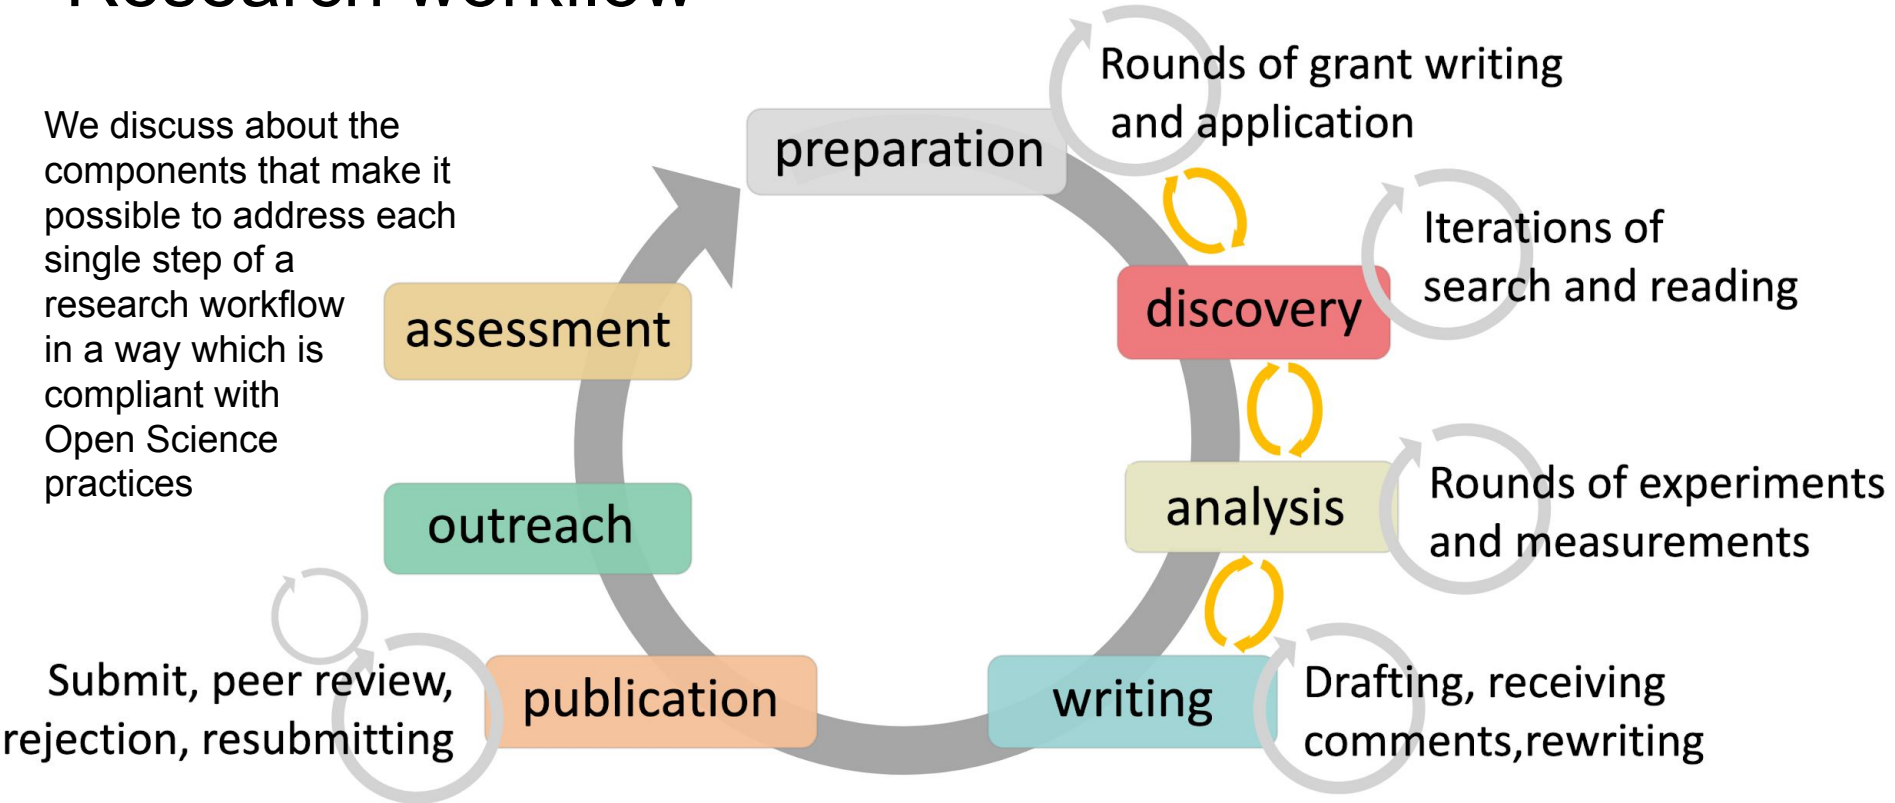 Research workflow
We discuss about the
components that make it
possible to address each
single step of a
research workflow
in a way which is
compliant with
Open Science
practices
preparation
Rounds of grant writing
and application
discovery
Iterations of
search and reading
analysis
Rounds of experiments
and measurements
writing
Drafting, receiving
comments,rewriting
publication
Submit, peer review,
rejection, resubmitting
outreach
assessment